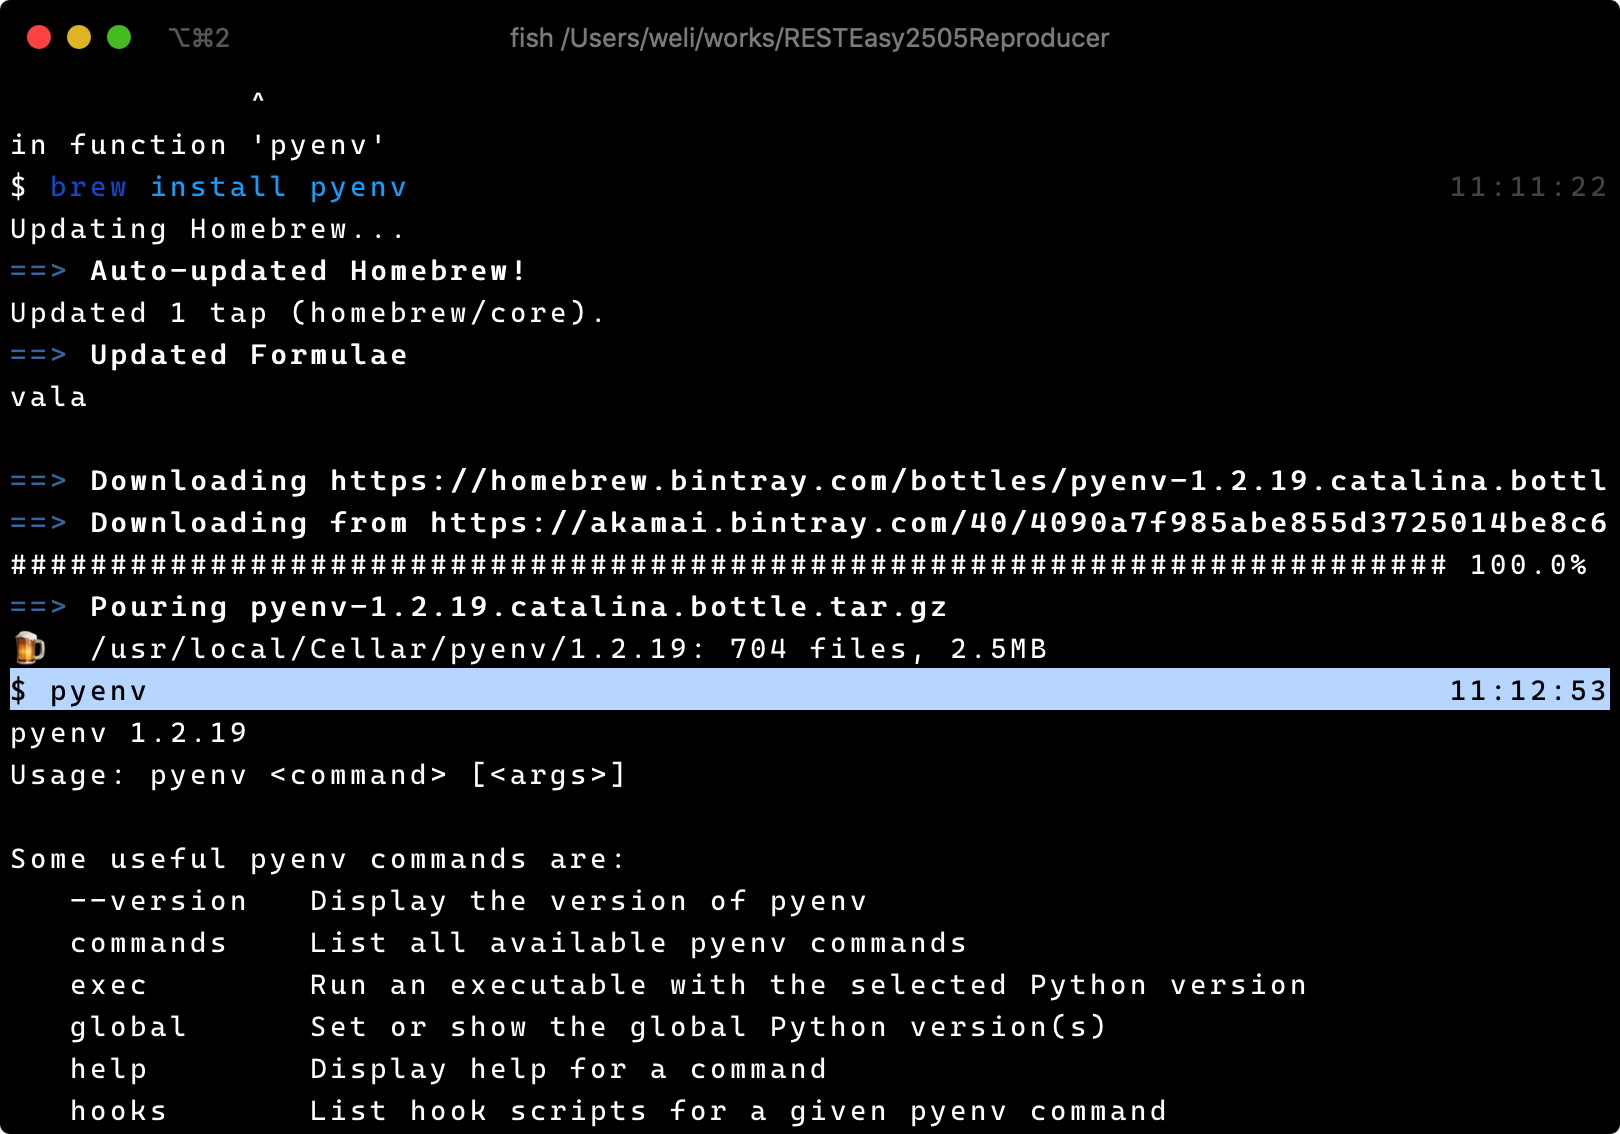 ⌥⌘2 fish /Users/weli/works/RESTEasy2505Reproducer
^
in function 'pyenv'
$ brew install pyenv 11:11:22
Updating Homebrew...
==> Auto-updated Homebrew!
Updated 1 tap (homebrew/core).
==> Updated Formulae
vala
==> Downloading https://homebrew.bintray.com/bottles/pyenv-1.2.19.catalina.bottl
==> Downloading from https://akamai.bintray.com/40/4090a7f985abe855d3725014be8c6
######################################################################## 100.0%
==> Pouring pyenv-1.2.19.catalina.bottle.tar.gz
🍺 /usr/local/Cellar/pyenv/1.2.19: 704 files, 2.5MB
$ pyenv 11:12:53
pyenv 1.2.19
Usage: pyenv <command> [<args>]
Some useful pyenv commands are:
--version Display the version of pyenv
commands List all available pyenv commands
exec Run an executable with the selected Python version
global Set or show the global Python version(s)
help Display help for a command
hooks List hook scripts for a given pyenv command